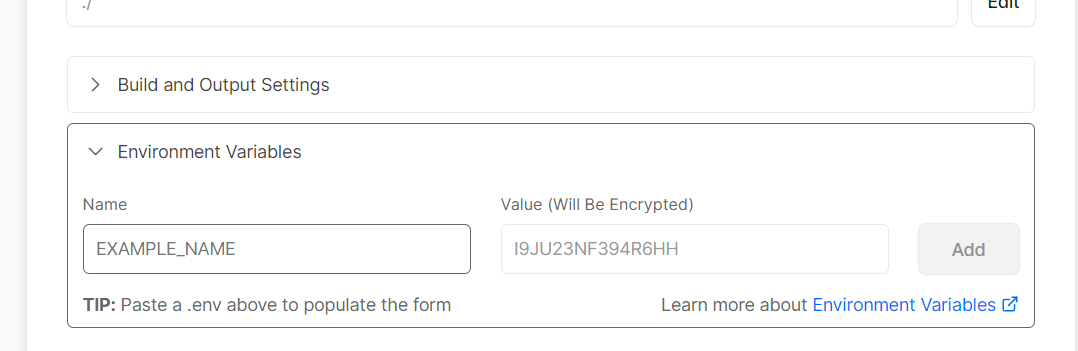 ./
Edit
Build and Output Settings
Environment Variables
Name
Value (Will Be Encrypted)
EXAMPLE_NAME
I9JU23NF394R6HH
Add
TIP: Paste a .env above to populate the form
Learn more about Environment Variables